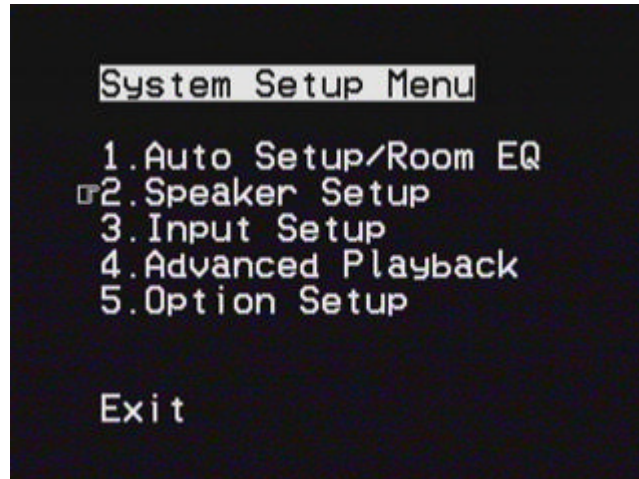 System Setup Menu
1.Auto Setup/Room EQ
☞2.Speaker Setup
3.Input Setup
4.Advanced Playback
5.Option Setup
Exit